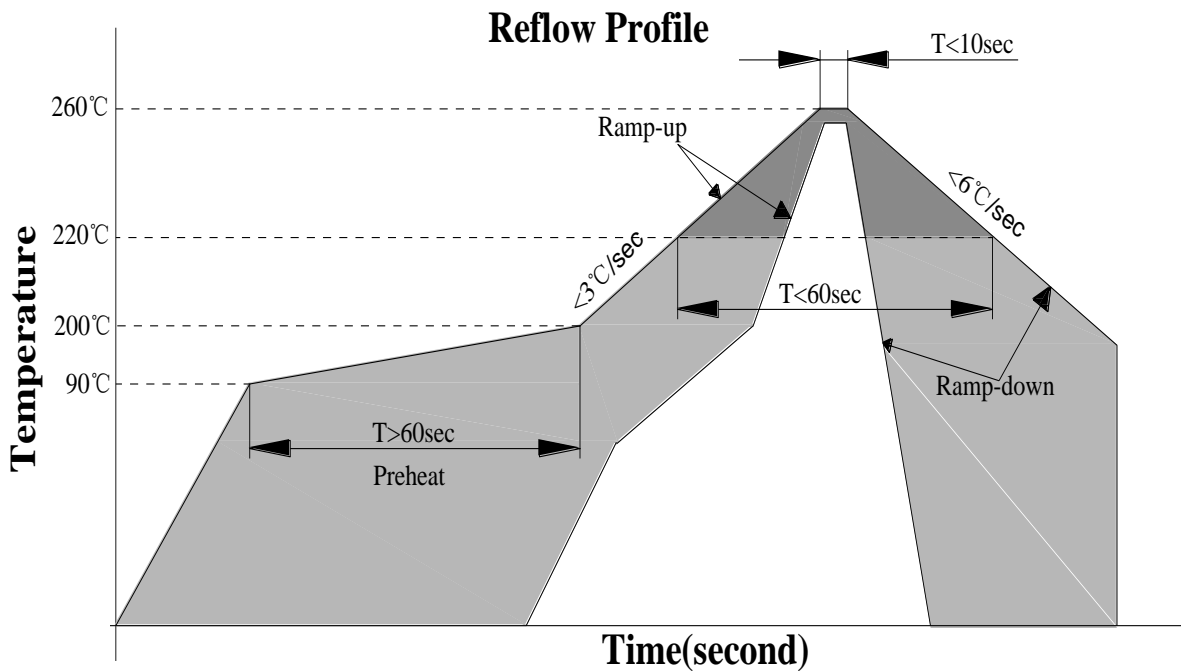 Reflow Profile
T<10sec
260℃
Ramp-up
<6℃/sec
220℃
<3℃/sec
T<60sec
200℃
90℃
Ramp-down
T>60sec
Preheat
Temperature
Time(second)